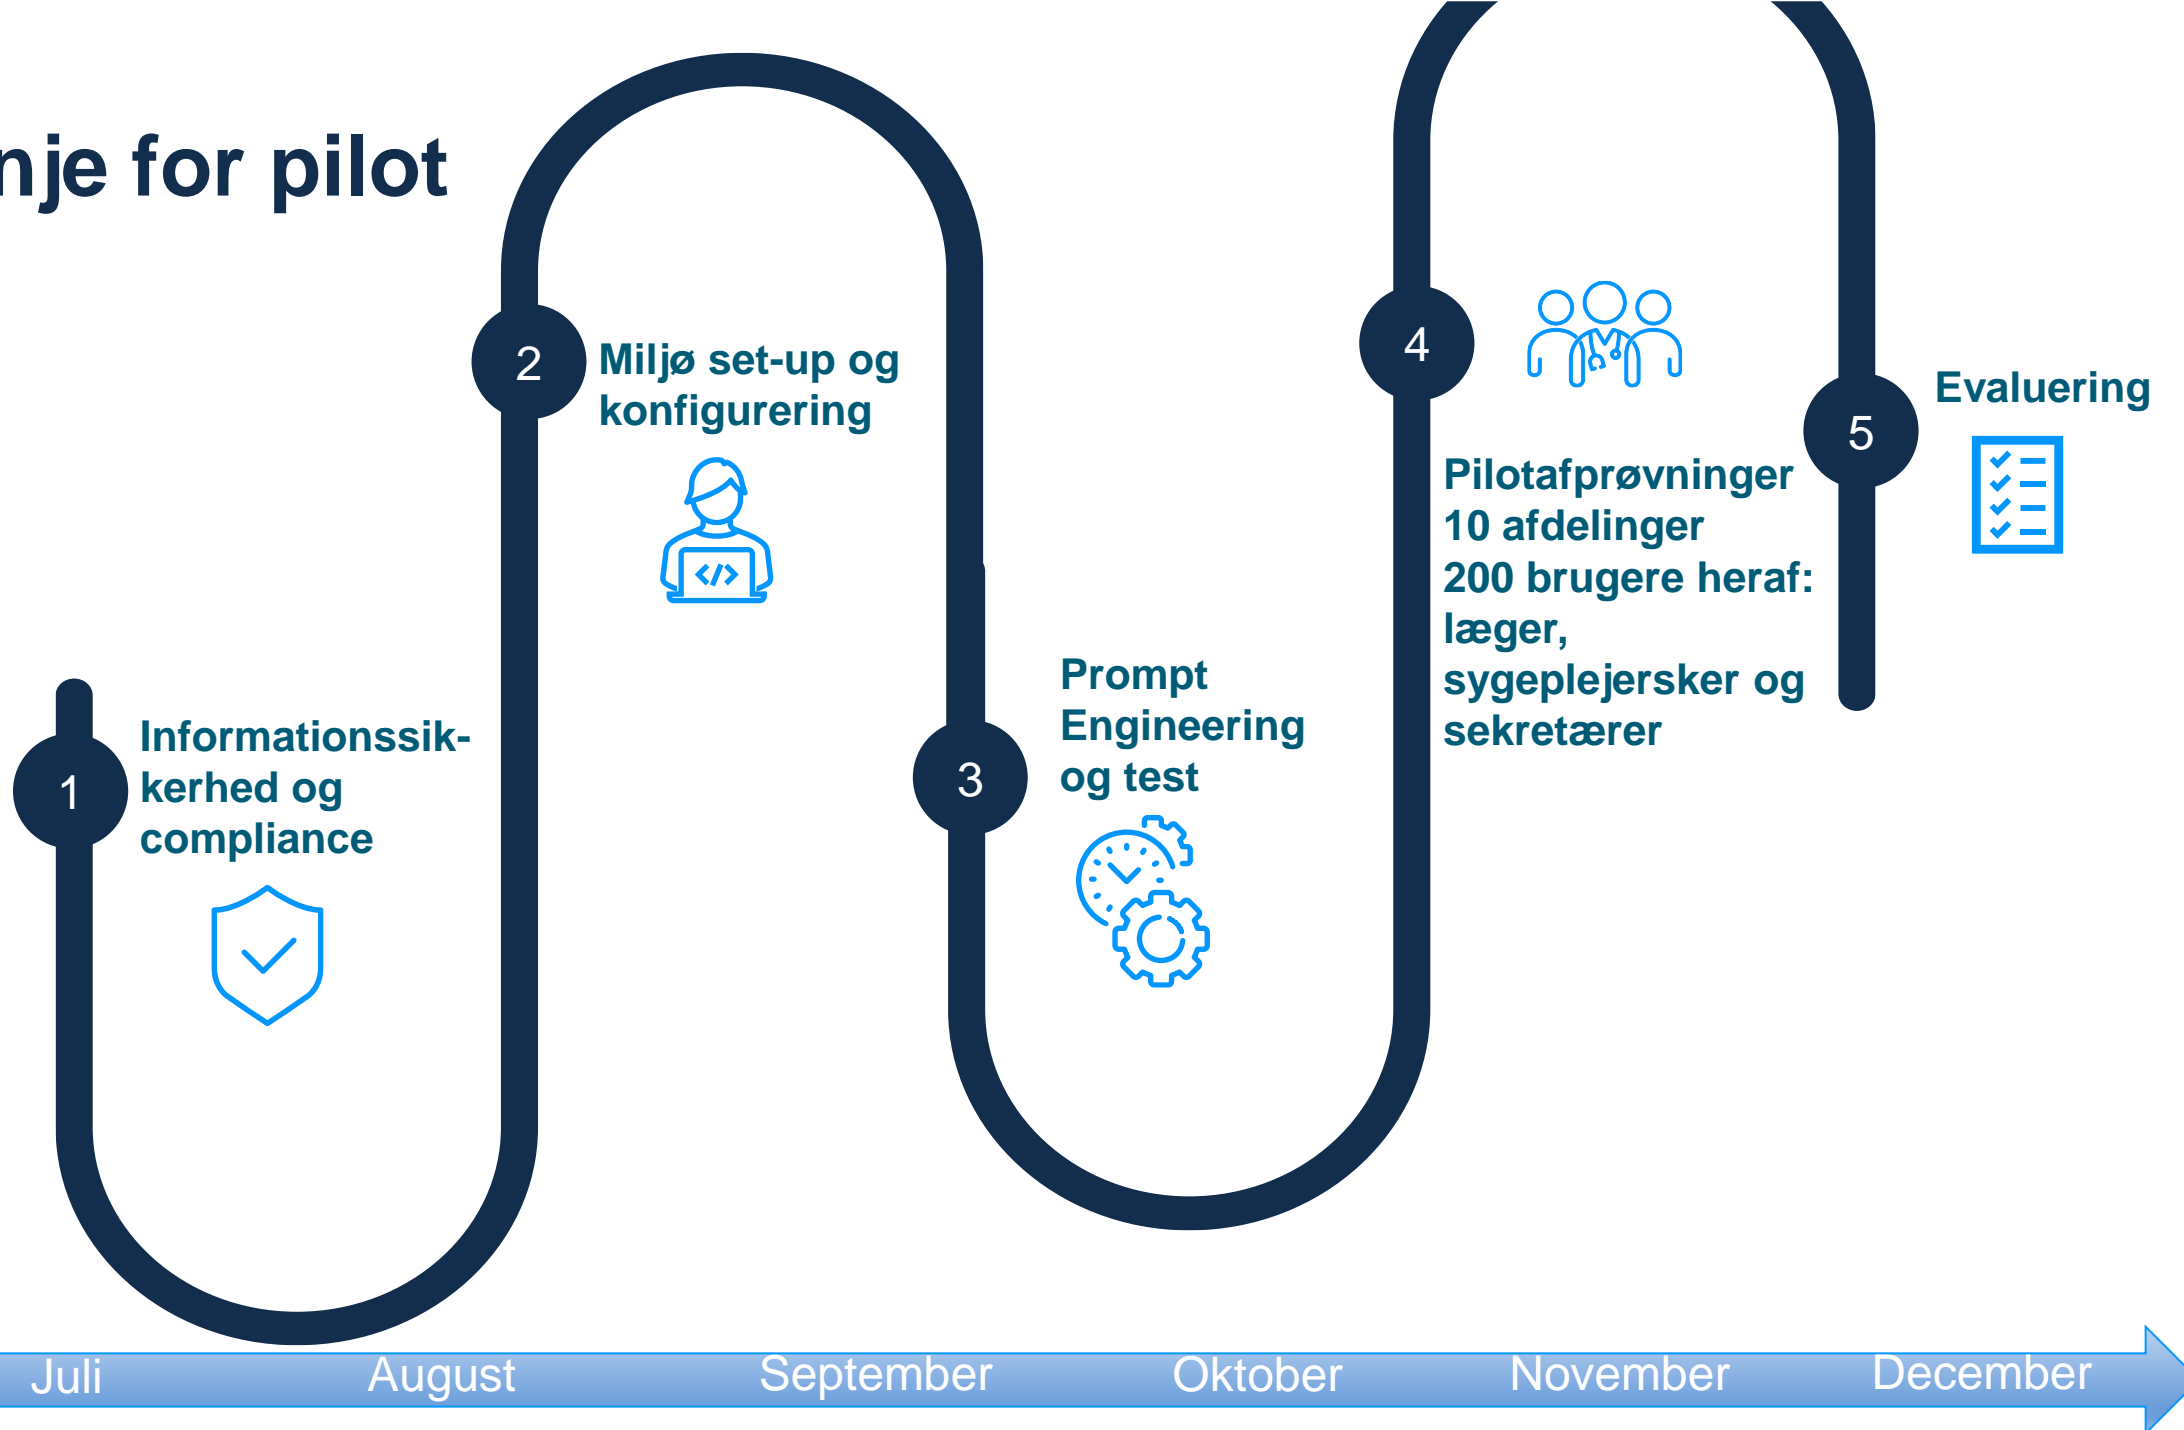 nje for pilot
1
Informationssik-
kerhed og
compliance
2
Miljø set-up og
konfigurering
3
Prompt
Engineering
og test
4
Pilotafprøvninger
10 afdelinger
200 brugere heraf:
læger,
sygeplejersker og
sekretærer
5
Evaluering
Juli August September Oktober November December